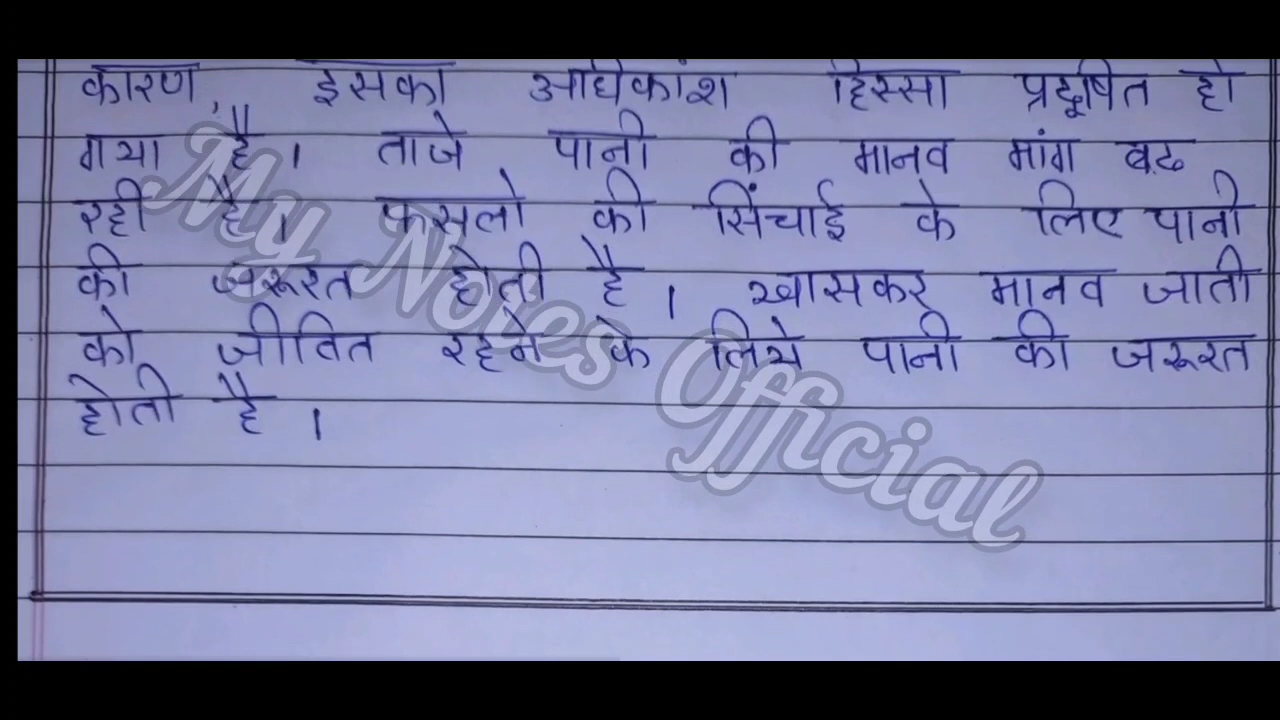 कारण, इसका अधिकांश हिस्सा प्रदूषित हो
गया है। ताजे पानी की मानव मांग बढ
रही है। फसलो की सिंचाई के लिए पानी
की जरूरत होती है। खासकर मानव जाती
को जीवित रहने के लिये पानी की जरूरत
होती है।
My Notes Official